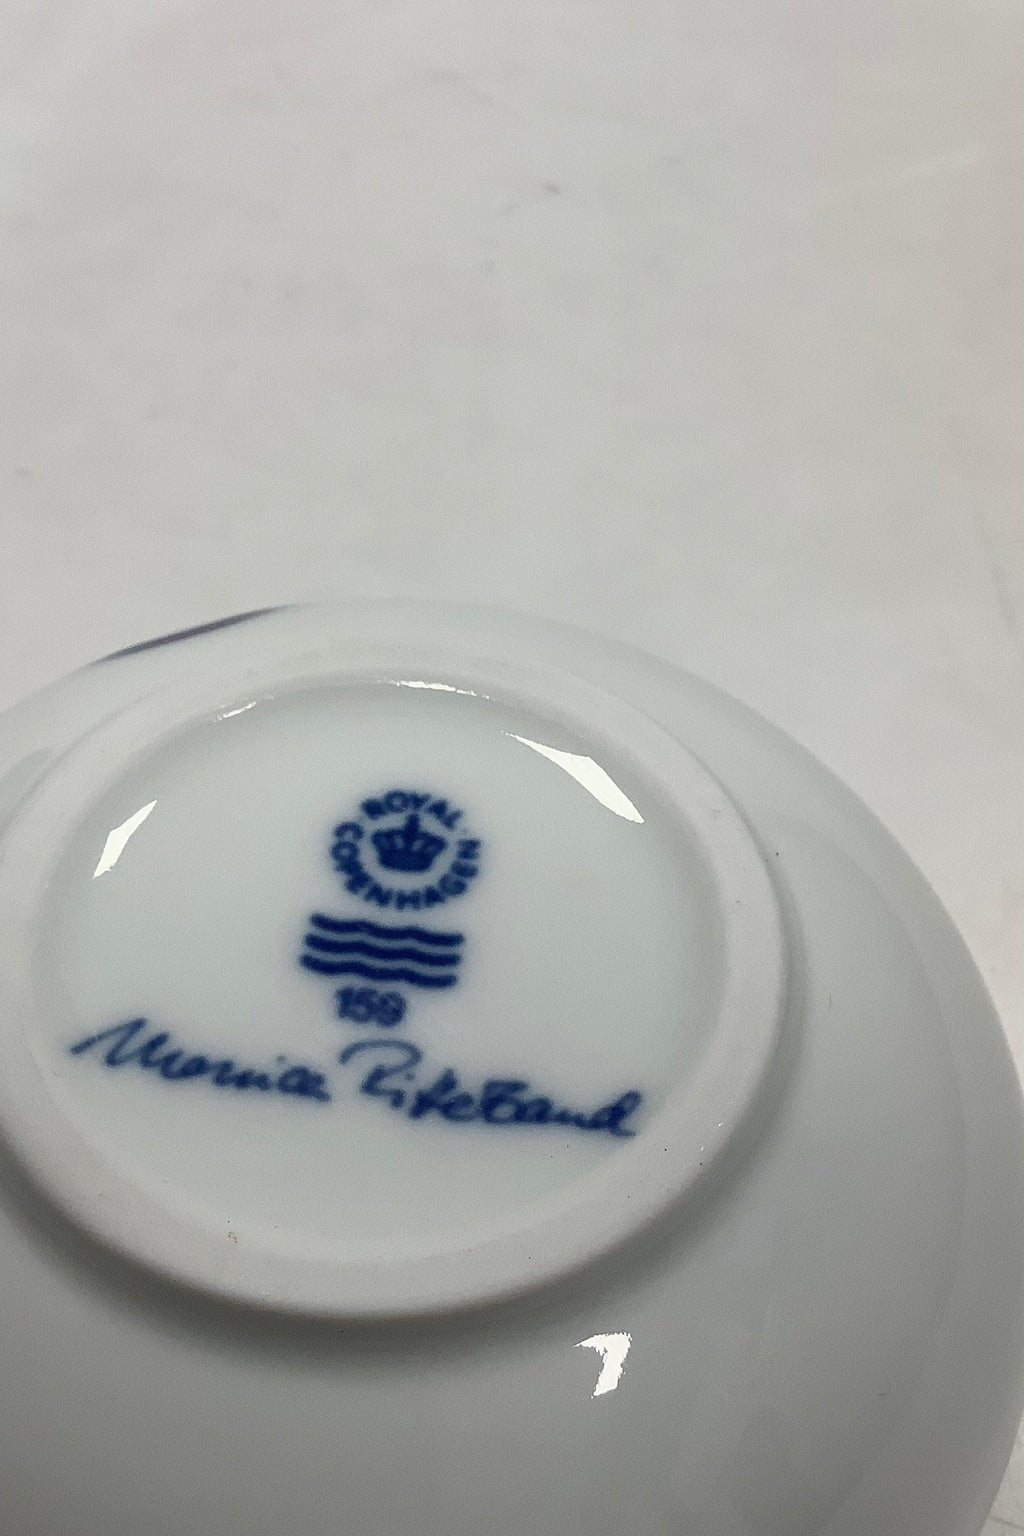 ROYAL
COPENHAGEN
159
Monica Ritterband